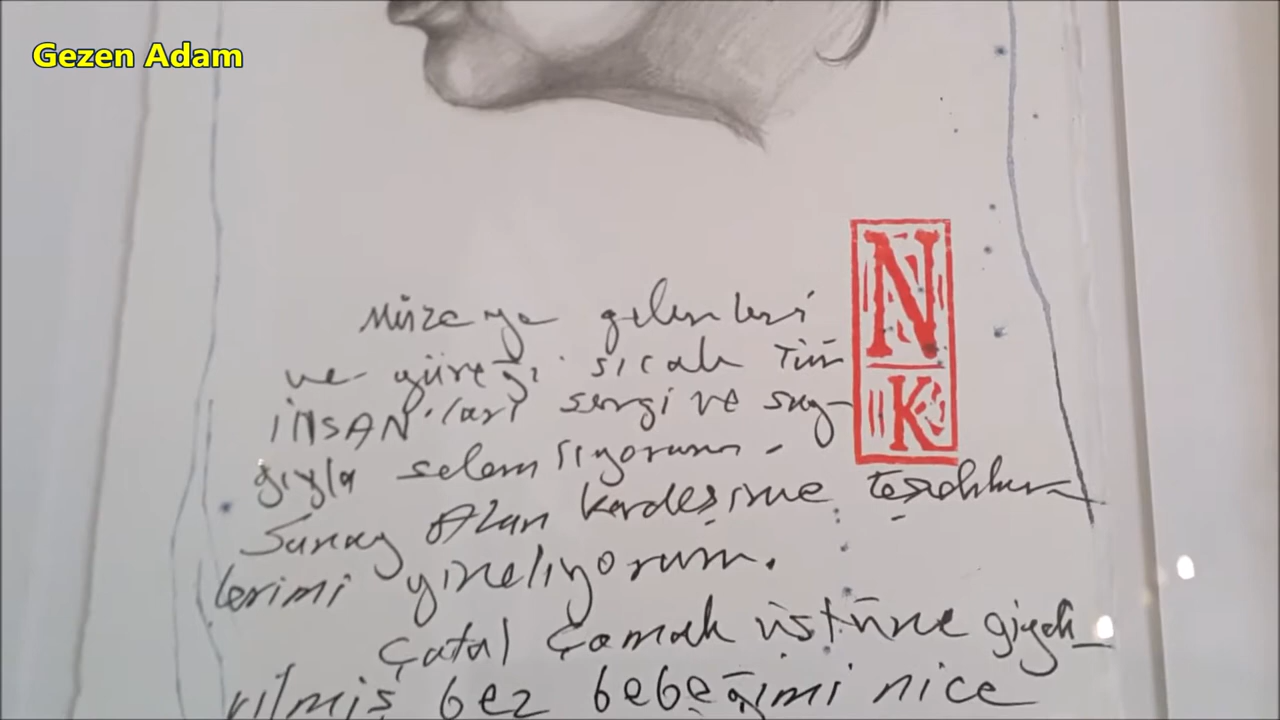 Gezen Adam
N
K
Müzeye gelenleri
ve yüreği sıcak tüm
İNSAN'ları sevgi ve say-
gıyla selamlıyorum.
Sunay Akın kardeşime teşekkür-
lerimi yineliyorum.
Çatal Çomak üstüne giydi-
rilmiş bez bebeğimi nice